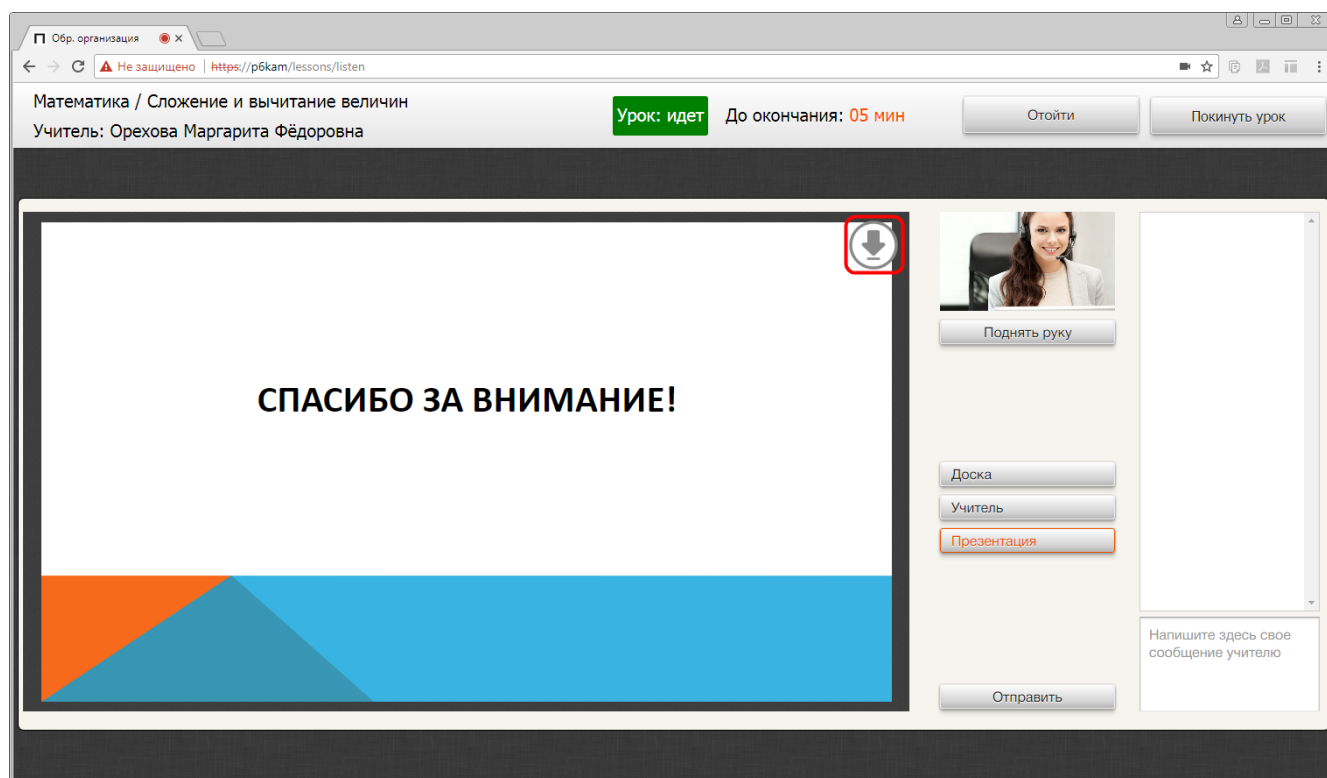 Обр. организация
Не защищено | https://p6kam/lessons/listen
Математика / Сложение и вычитание величин
Учитель: Орехова Маргарита Фёдоровна
Урок: идет
До окончания: 05 мин
Отойти
Покинуть урок
СПАСИБО ЗА ВНИМАНИЕ!
Поднять руку
Доска
Учитель
Презентация
Напишите здесь свое
сообщение учителю
Отправить